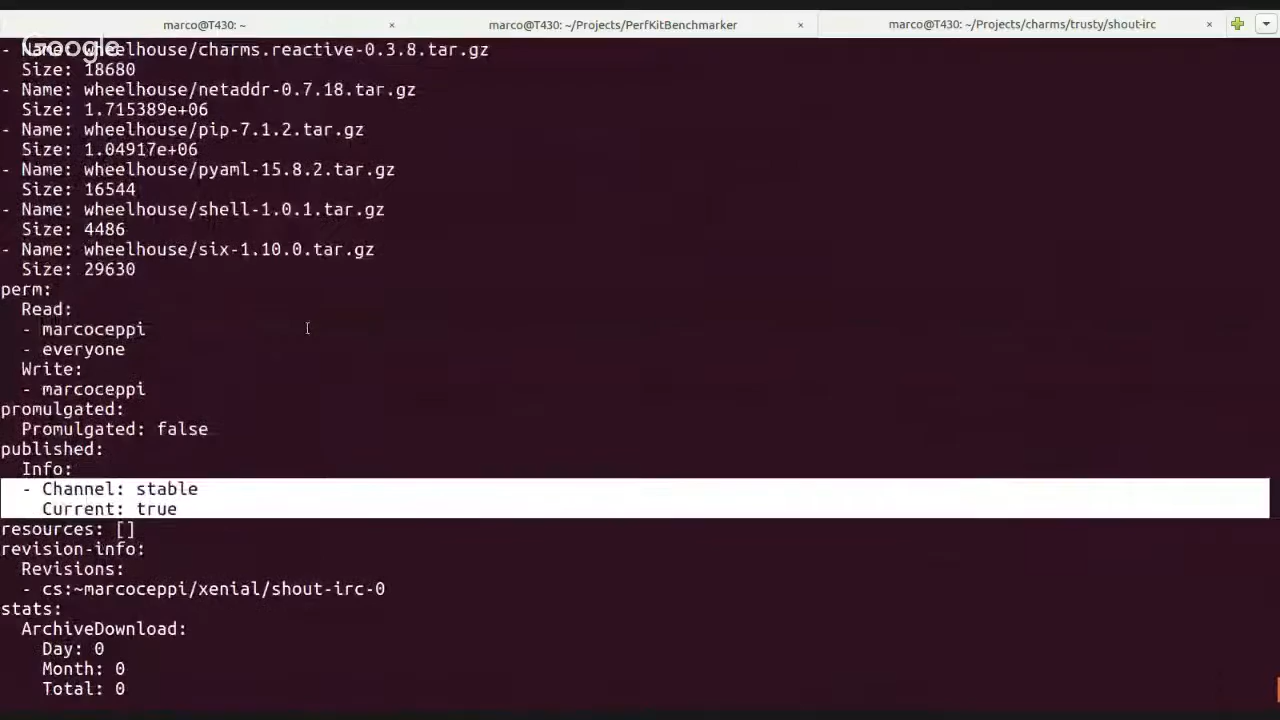 marco@T430: ~ × marco@T430: ~/Projects/PerfKitBenchmarker × marco@T430: ~/Projects/charms/trusty/shout-irc ×
Google
- Name: wheelhouse/charms.reactive-0.3.8.tar.gz
Size: 18680
- Name: wheelhouse/netaddr-0.7.18.tar.gz
Size: 1.715389e+06
- Name: wheelhouse/pip-7.1.2.tar.gz
Size: 1.04917e+06
- Name: wheelhouse/pyaml-15.8.2.tar.gz
Size: 16544
- Name: wheelhouse/shell-1.0.1.tar.gz
Size: 4486
- Name: wheelhouse/six-1.10.0.tar.gz
Size: 29630
perm:
Read:
- marcoceppi
- everyone
Write:
- marcoceppi
promulgated:
Promulgated: false
published:
Info:
- Channel: stable
Current: true
resources: []
revision-info:
Revisions:
- cs:~marcoceppi/xenial/shout-irc-0
stats:
ArchiveDownload:
Day: 0
Month: 0
Total: 0